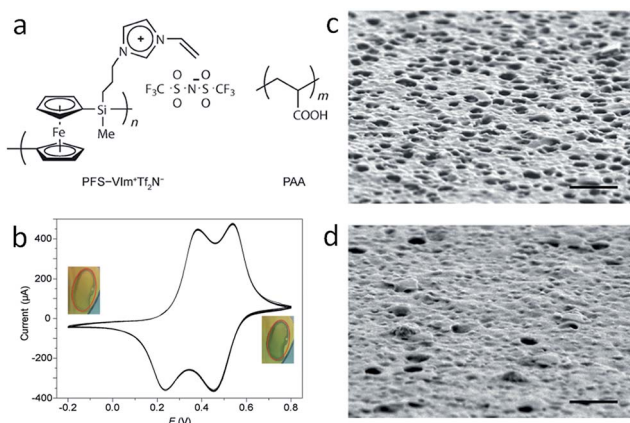 a
N
+
N
O
O
F₃C·S·N̄·S·CF₃
O
O
Si
n
Me
Fe
m
COOH
PFS–VIm⁺Tf₂N⁻
PAA
b
400
200
0
-200
-400
Current (µA)
-0.2
0.0
0.2
0.4
0.6
0.8
E (V)
c
d